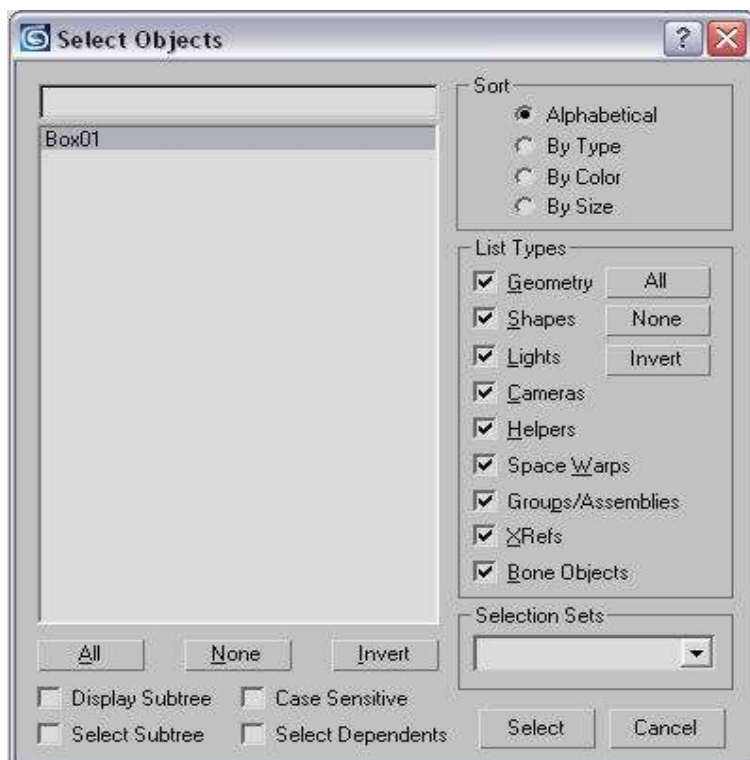 Select Objects
?
Box01
Sort
Alphabetical
By Type
By Color
By Size
List Types
Geometry
All
Shapes
None
Lights
Invert
Cameras
Helpers
Space Warps
Groups/Assemblies
XRefs
Bone Objects
Selection Sets
All
None
Invert
Display Subtree
Case Sensitive
Select Subtree
Select Dependents
Select
Cancel